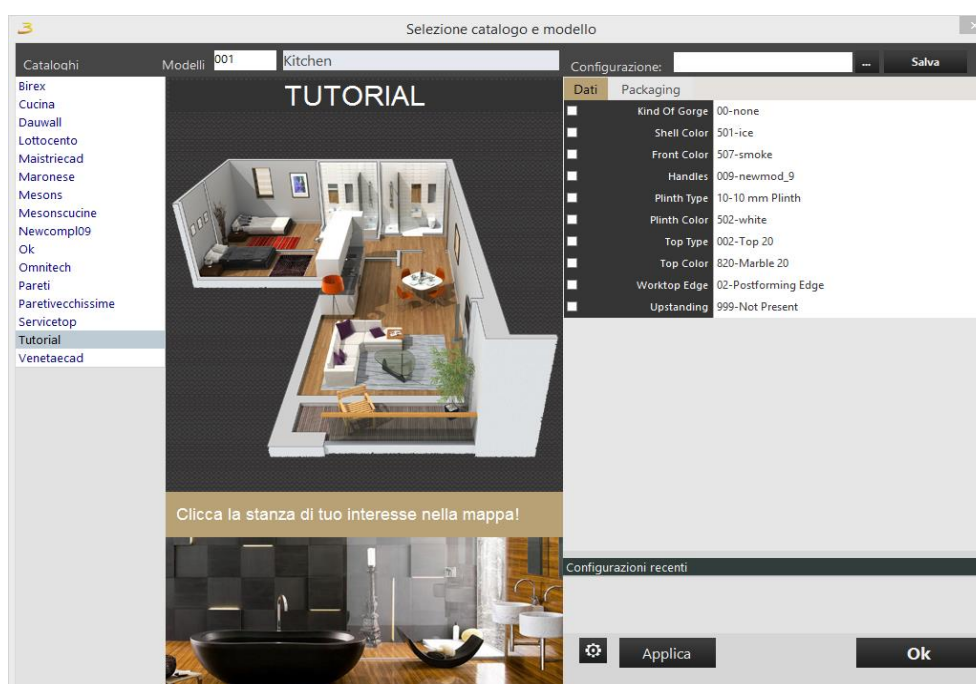 Selezione catalogo e modello
Cataloghi
Modelli
001
Kitchen
Configurazione:
...
Salva
Birex
Cucina
Dauwall
Lottocento
Maistriecad
Maronese
Mesons
Mesonscucine
Newcompl09
Ok
Omnitech
Pareti
Paretivecchissime
Servicetop
Tutorial
Venetaecad
TUTORIAL
Clicca la stanza di tuo interesse nella mappa!
Dati
Packaging
Kind Of Gorge 00-none
Shell Color 501-ice
Front Color 507-smoke
Handles 009-newmod_9
Plinth Type 10-10 mm Plinth
Plinth Color 502-white
Top Type 002-Top 20
Top Color 820-Marble 20
Worktop Edge 02-Postforming Edge
Upstanding 999-Not Present
Configurazioni recenti
Applica
Ok